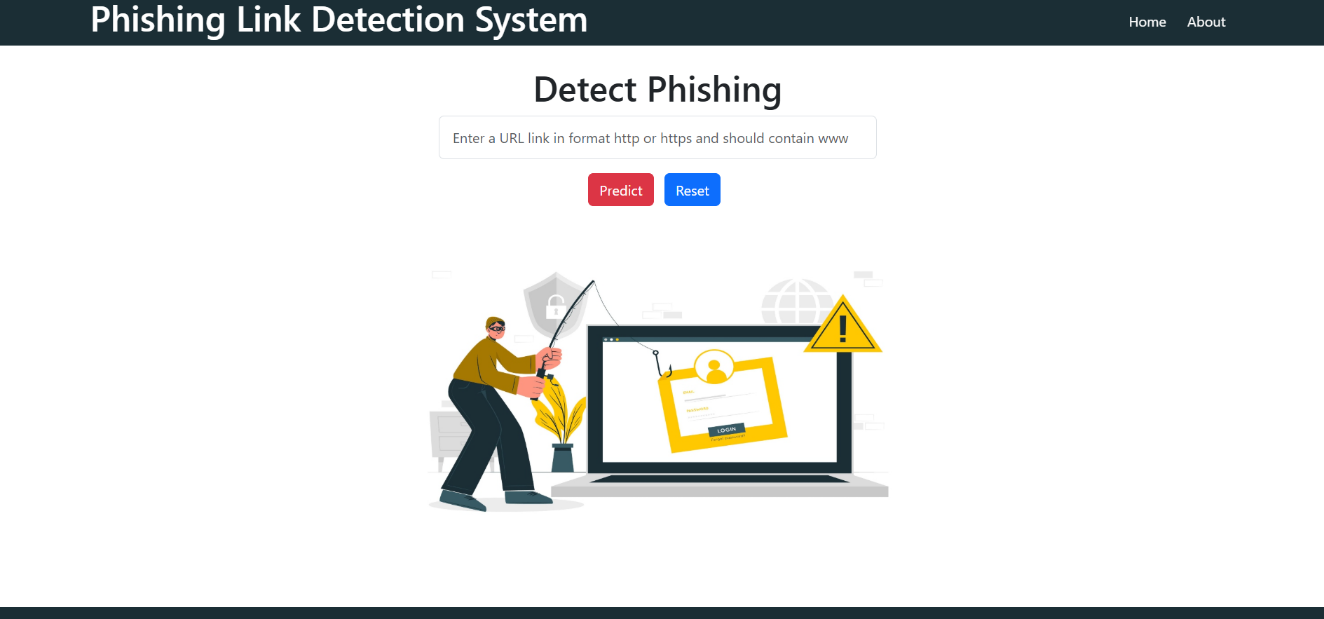 Phishing Link Detection System
Home About
Detect Phishing
Enter a URL link in format http or https and should contain www
Predict Reset
!
LOGIN